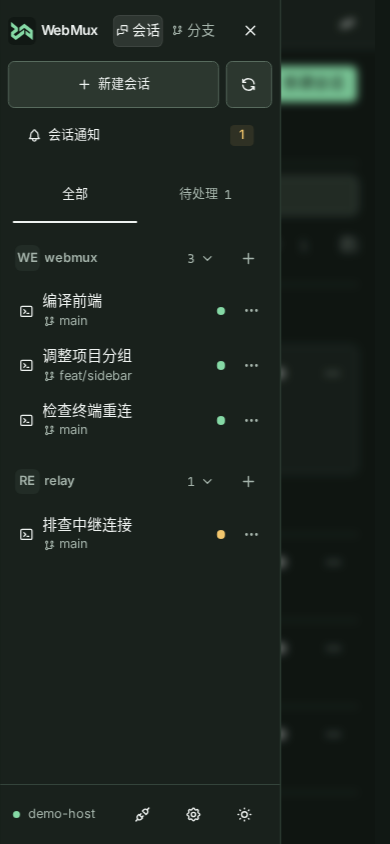 WebMux 会话 分支
新建会话
会话通知 1
全部 待处理 1
WE webmux 3
编译前端
main
调整项目分组
feat/sidebar
检查终端重连
main
RE relay 1
排查中继连接
main
demo-host